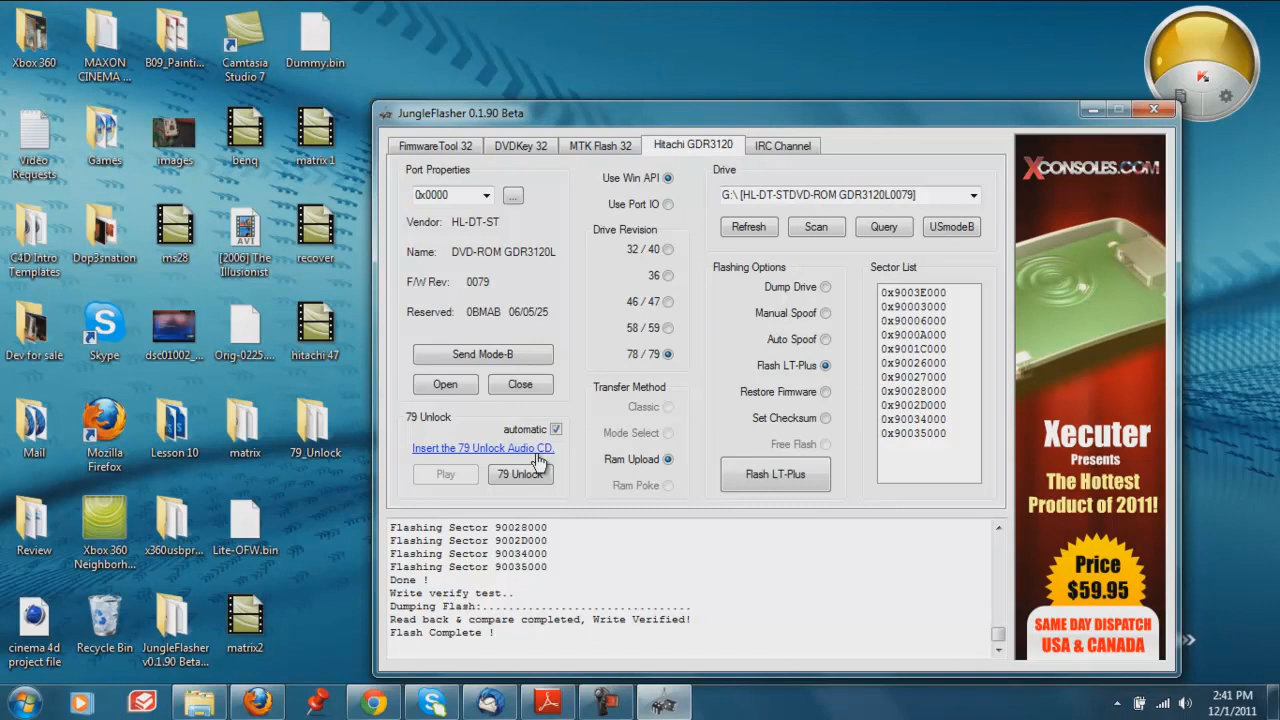 Xbox 360
MAXON
CINEMA ...
B09_Painti...
Camtasia
Studio 7
Dummy.bin
Video
Requests
Games
images
benq
matrix 1
C4D Intro
Templates
Dop3snation
ms28
[2006] The
Illusionist
recover
Dev for sale
Skype
dsc01002_...
Orig-0225...
hitachi 47
Mail
Mozilla
Firefox
Lesson 10
matrix
79_Unlock
Review
Xbox 360
Neighborh...
x360usbpr...
Lite-OFW.bin
cinema 4d
project file
Recycle Bin
JungleFlasher
v0.1.90 Beta...
matrix2
JungleFlasher 0.1.90 Beta
FirmwareTool 32
DVDKey 32
MTK Flash 32
Hitachi GDR3120
IRC Channel
Port Properties
0x0000
...
Vendor: HL-DT-ST
Name: DVD-ROM GDR3120L
F/W Rev: 0079
Reserved: 0BMAB 06/05/25
Send Mode-B
Open
Close
79 Unlock
automatic
Insert the 79 Unlock Audio CD.
Play
79 Unlock
Use Win API
Use Port IO
Drive Revision
32 / 40
36
46 / 47
58 / 59
78 / 79
Transfer Method
Classic
Mode Select
Ram Upload
Ram Poke
Drive
G:\ [HL-DT-STDVD-ROM GDR3120L0079]
Refresh
Scan
Query
USmodeB
Flashing Options
Dump Drive
Manual Spoof
Auto Spoof
Flash LT-Plus
Restore Firmware
Set Checksum
Free Flash
Flash LT-Plus
Sector List
0x9003E000
0x90003000
0x90006000
0x9000A000
0x9001C000
0x90026000
0x90027000
0x90028000
0x9002D000
0x90034000
0x90035000
Flashing Sector 90028000
Flashing Sector 9002D000
Flashing Sector 90034000
Flashing Sector 90035000
Done !
Write verify test..
Dumping Flash:................................
Read back & compare completed, Write Verified!
Flash Complete !
XCONSOLES.COM
Xecuter
Presents
The Hottest
Product of 2011!
Price
$59.95
SAME DAY DISPATCH
USA & CANADA
2:41 PM
12/1/2011